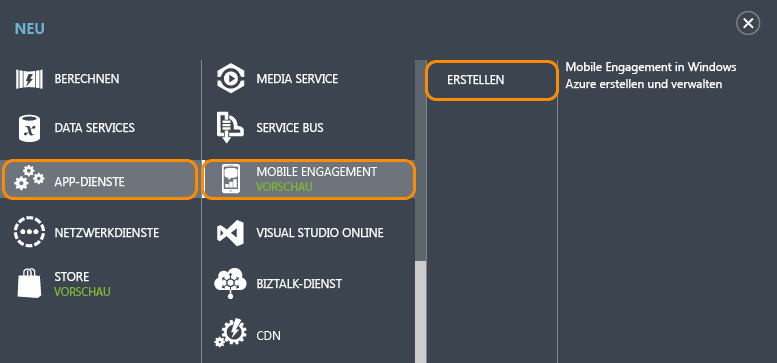 NEU
BERECHNEN
DATA SERVICES
APP-DIENSTE
NETZWERKDIENSTE
STORE
VORSCHAU
MEDIA SERVICE
SERVICE BUS
MOBILE ENGAGEMENT
VORSCHAU
VISUAL STUDIO ONLINE
BIZTALK-DIENST
CDN
ERSTELLEN
Mobile Engagement in Windows
Azure erstellen und verwalten